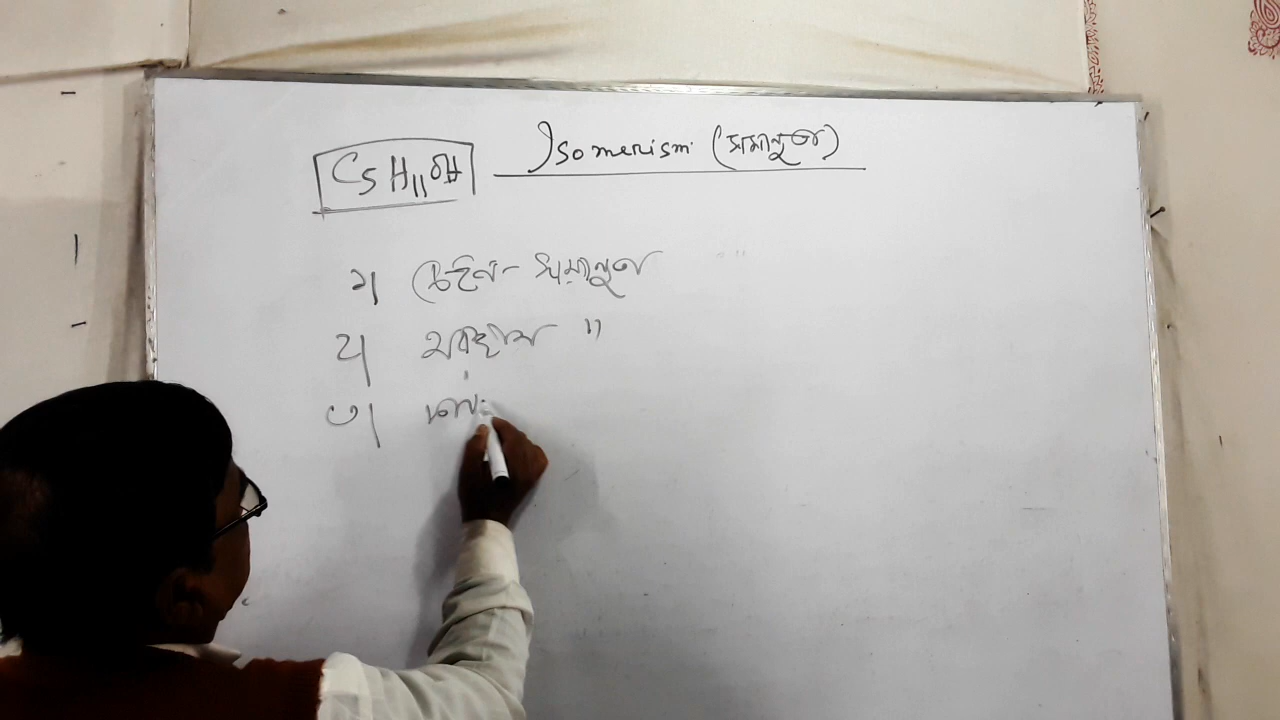 C5H11OH Isomerism (সমানুজ)
১। চেইন- সমানুজ
২। অবস্থান "
৩।